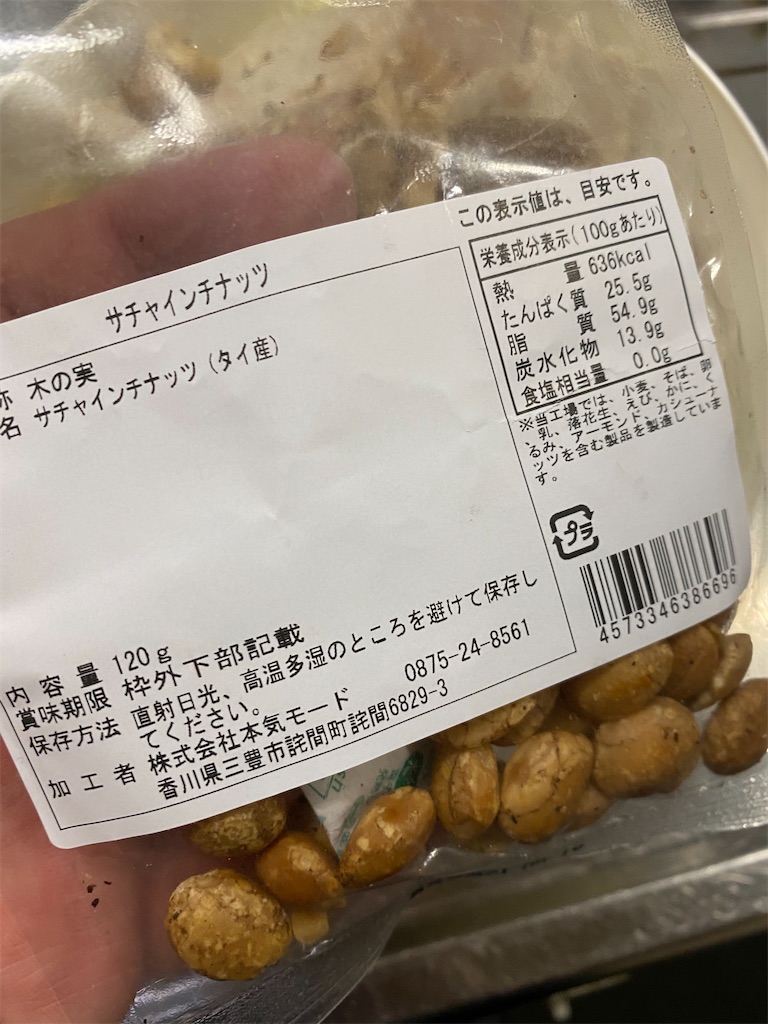 サチャインチナッツ
称 木の実
名 サチャインチナッツ(タイ産)
内容量 120g
賞味期限 枠外下部記載
保存方法 直射日光、高温多湿のところを避けて保存し
てください。
加工者 株式会社本気モード 0875-24-8561
香川県三豊市詫間町詫間6829-3
この表示値は、目安です。
栄養成分表示(100gあたり)
熱量 636kcal
たんぱく質 25.5g
脂質 54.9g
炭水化物 13.9g
食塩相当量 0.0g
※当工場では、小麦、そば、卵
、乳、落花生、えび、かに、く
るみ、アーモンド、カシューナ
ッツを含む製品を製造していま
す。
プラ
4573346386696